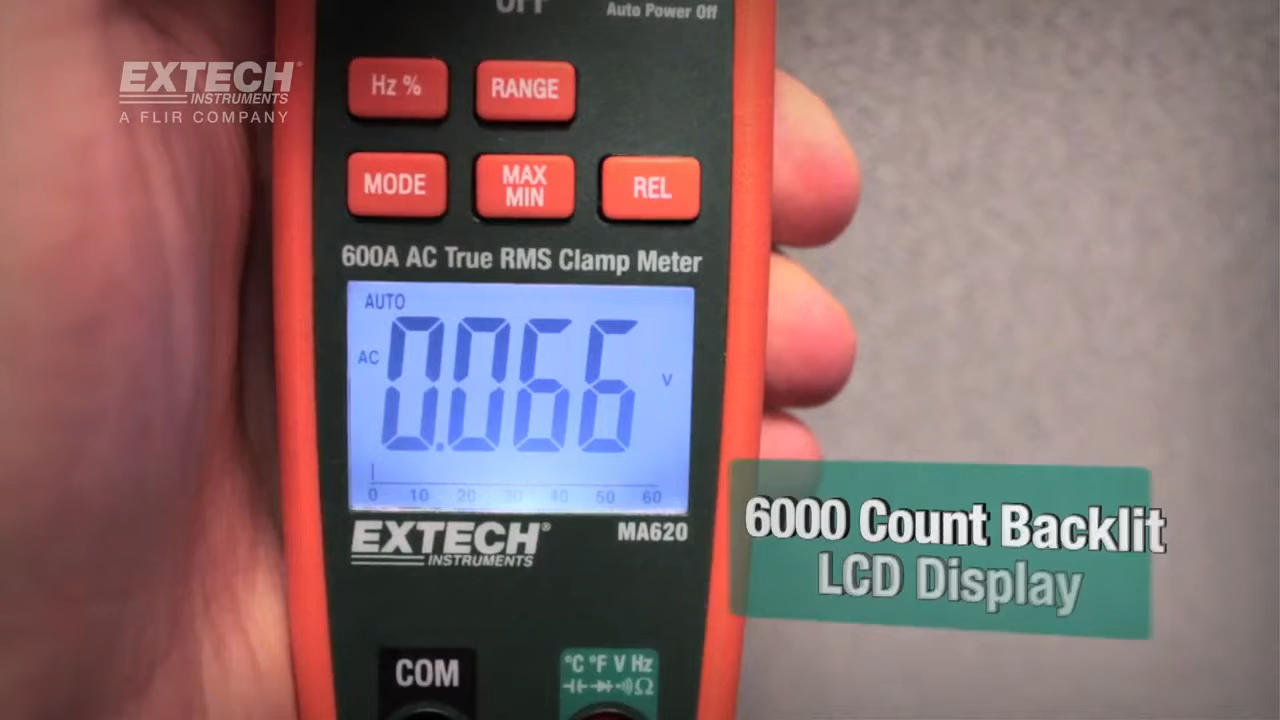 OFF
Auto Power Off
EXTECH®
INSTRUMENTS
A FLIR COMPANY
Hz %
RANGE
MODE
MAX
MIN
REL
600A AC True RMS Clamp Meter
AUTO
AC
0.066
V
0 10 20 30 40 50 60
EXTECH®
INSTRUMENTS
MA620
6000 Count Backlit
LCD Display
COM
°C °F V Hz
Ω